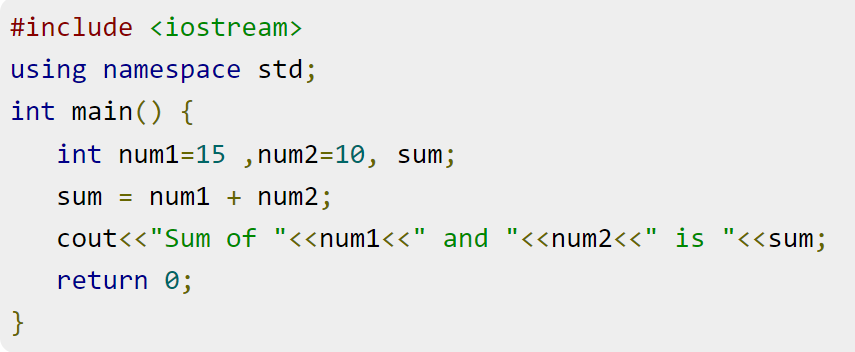 #include <iostream>
using namespace std;
int main() {
   int num1=15 ,num2=10, sum;
   sum = num1 + num2;
   cout<<"Sum of "<<num1<<" and "<<num2<<" is "<<sum;
   return 0;
}